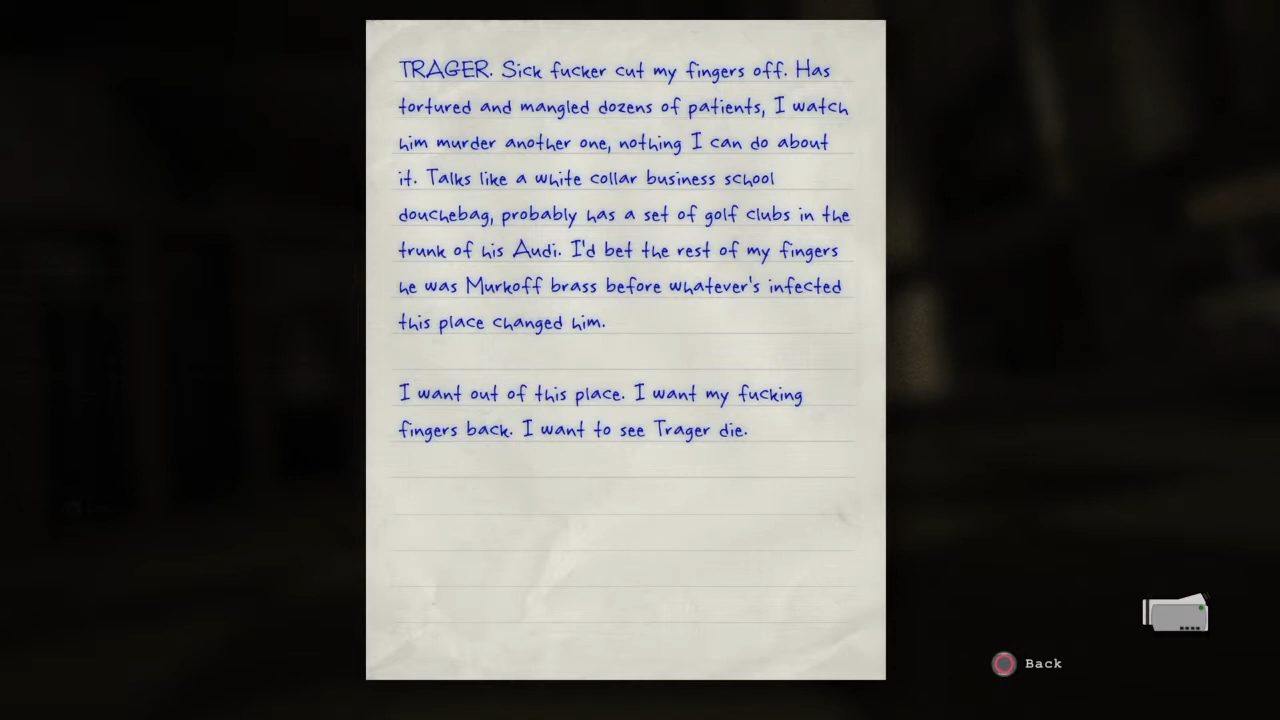 TRAGER. Sick fucker cut my fingers off. Has
tortured and mangled dozens of patients, I watch
him murder another one, nothing I can do about
it. Talks like a white collar business school
douchebag, probably has a set of golf clubs in the
trunk of his Audi. I'd bet the rest of my fingers
he was Murkoff brass before whatever's infected
this place changed him.
I want out of this place. I want my fucking
fingers back. I want to see Trager die.
Back